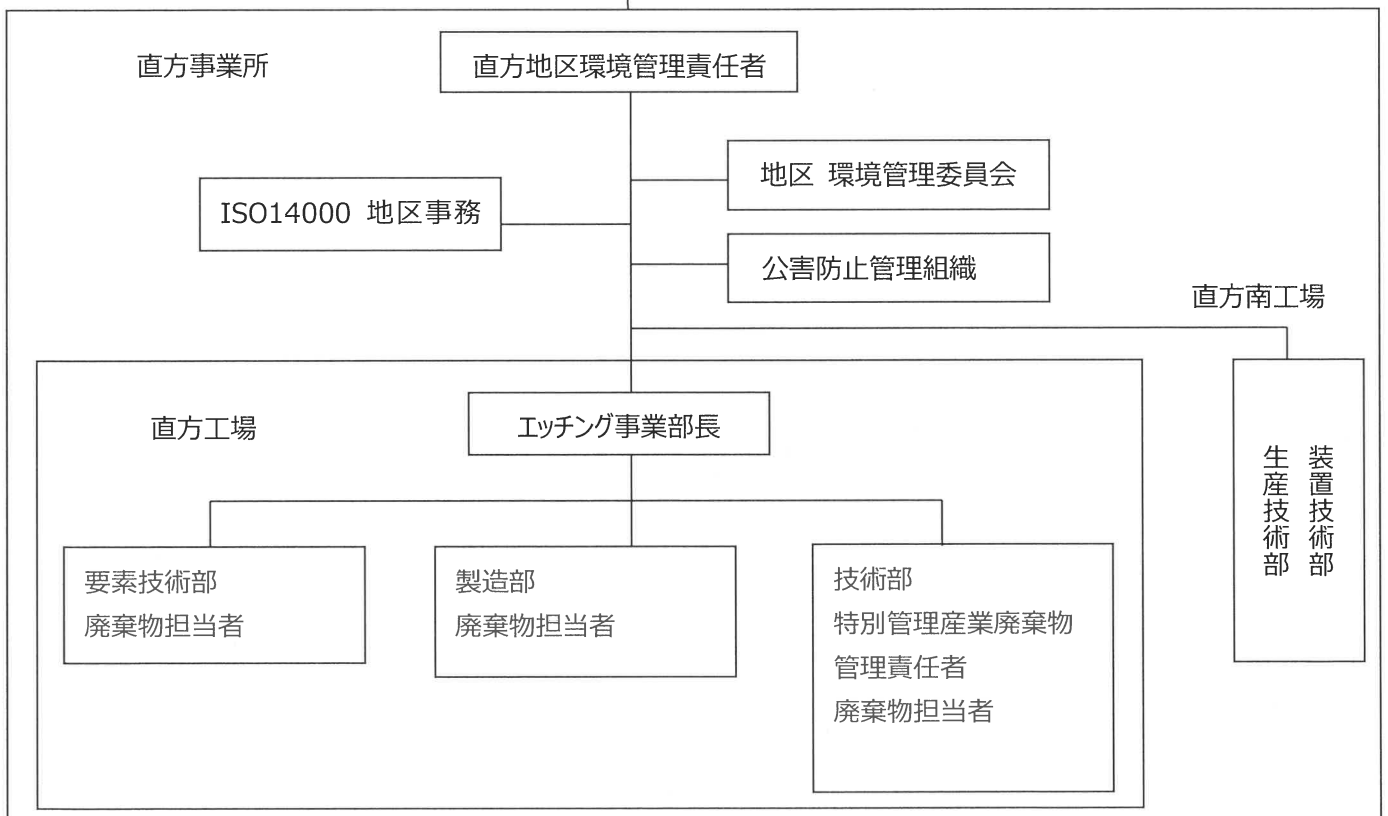 直方事業所
直方地区環境管理責任者
地区 環境管理委員会
ISO14000 地区事務
公害防止管理組織
直方南工場
直方工場
エッチング事業部長
装置技術部
生産技術部
要素技術部
廃棄物担当者
製造部
廃棄物担当者
技術部
特別管理産業廃棄物
管理責任者
廃棄物担当者